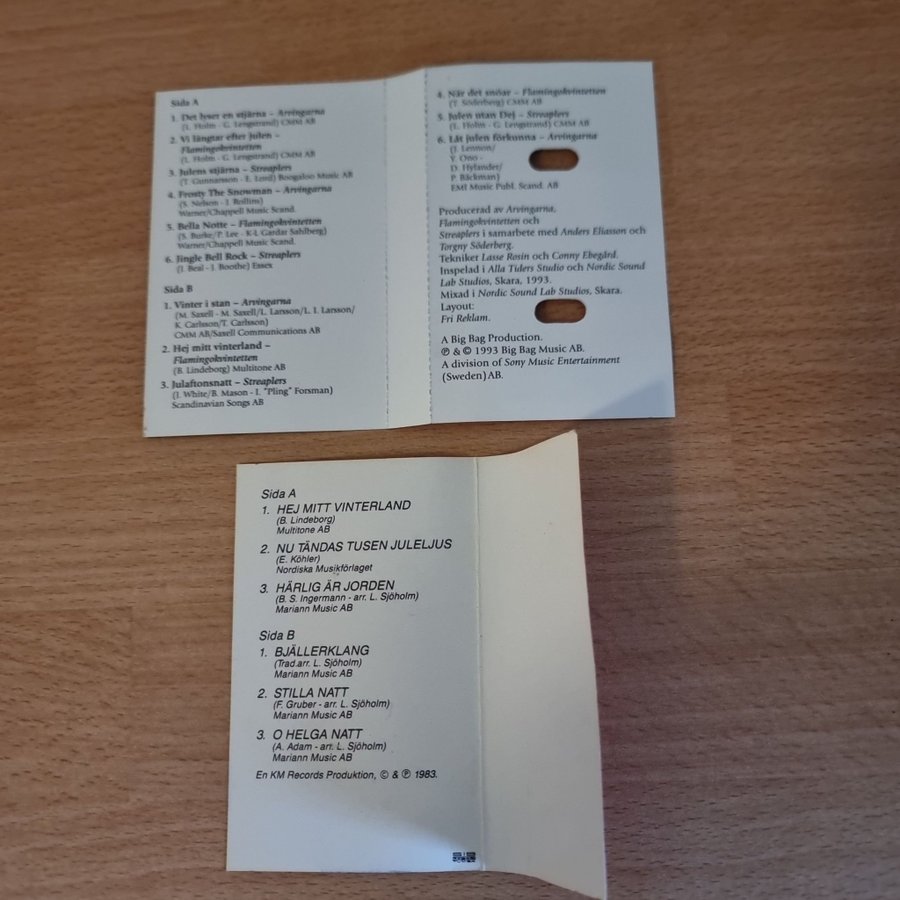 Sida A
1. Det lyser en stjärna – Arvingarna
(L. Holm - G. Lengstrand) CMM AB
2. Vi längtar efter julen –
Flamingokvintetten
(L. Holm - G. Lengstrand) CMM AB
3. Julens stjärna – Streaplers
(T. Gunnarsson - E. Lord) Boogaloo Music AB
4. Frosty The Snowman – Arvingarna
(S. Nelson - J. Rollins)
Warner/Chappell Music Scand.
5. Bella Notte – Flamingokvintetten
(S. Burke/P. Lee - K-L Gardar Sahlberg)
Warner/Chappell Music Scand.
6. Jingle Bell Rock – Streaplers
(J. Beal - J. Boothe) Essex
Sida B
1. Vinter i stan – Arvingarna
(M. Saxell - M. Saxell/L. Larsson/L. I. Larsson/
K. Carlsson/T. Carlsson)
CMM AB/Saxell Communications AB
2. Hej mitt vinterland –
Flamingokvintetten
(B. Lindeborg) Multitone AB
3. Julaftonsnatt – Streaplers
(J. White/B. Mason - I. "Pling" Forsman)
Scandinavian Songs AB
4. När det snöar – Flamingokvintetten
(T. Söderberg) CMM AB
5. Julen utan Dej – Streaplers
(L. Holm - G. Lengstrand) CMM AB
6. Låt julen förkunna – Arvingarna
(J. Lennon/
Y. Ono -
D. Hylander/
P. Bäckman)
EMI Music Publ. Scand. AB
Producerad av Arvingarna,
Flamingokvintetten och
Streaplers i samarbete med Anders Eliasson och
Torgny Söderberg.
Tekniker Lasse Rosin och Conny Ebegård.
Inspelad i Alla Tiders Studio och Nordic Sound
Lab Studios, Skara, 1993.
Mixad i Nordic Sound Lab Studios, Skara.
Layout:
Fri Reklam.
A Big Bag Production.
℗ & © 1993 Big Bag Music AB.
A division of Sony Music Entertainment
(Sweden) AB.
Sida A
1. HEJ MITT VINTERLAND
(B. Lindeborg)
Multitone AB
2. NU TÄNDAS TUSEN JULELJUS
(E. Köhler)
Nordiska Musikförlaget
3. HÄRLIG ÄR JORDEN
(B. S. Ingermann - arr. L. Sjöholm)
Mariann Music AB
Sida B
1. BJÄLLERKLANG
(Trad.arr. L. Sjöholm)
Mariann Music AB
2. STILLA NATT
(F. Gruber - arr. L. Sjöholm)
Mariann Music AB
3. O HELGA NATT
(A. Adam - arr. L. Sjöholm)
Mariann Music AB
En KM Records Produktion, © & ℗ 1983.